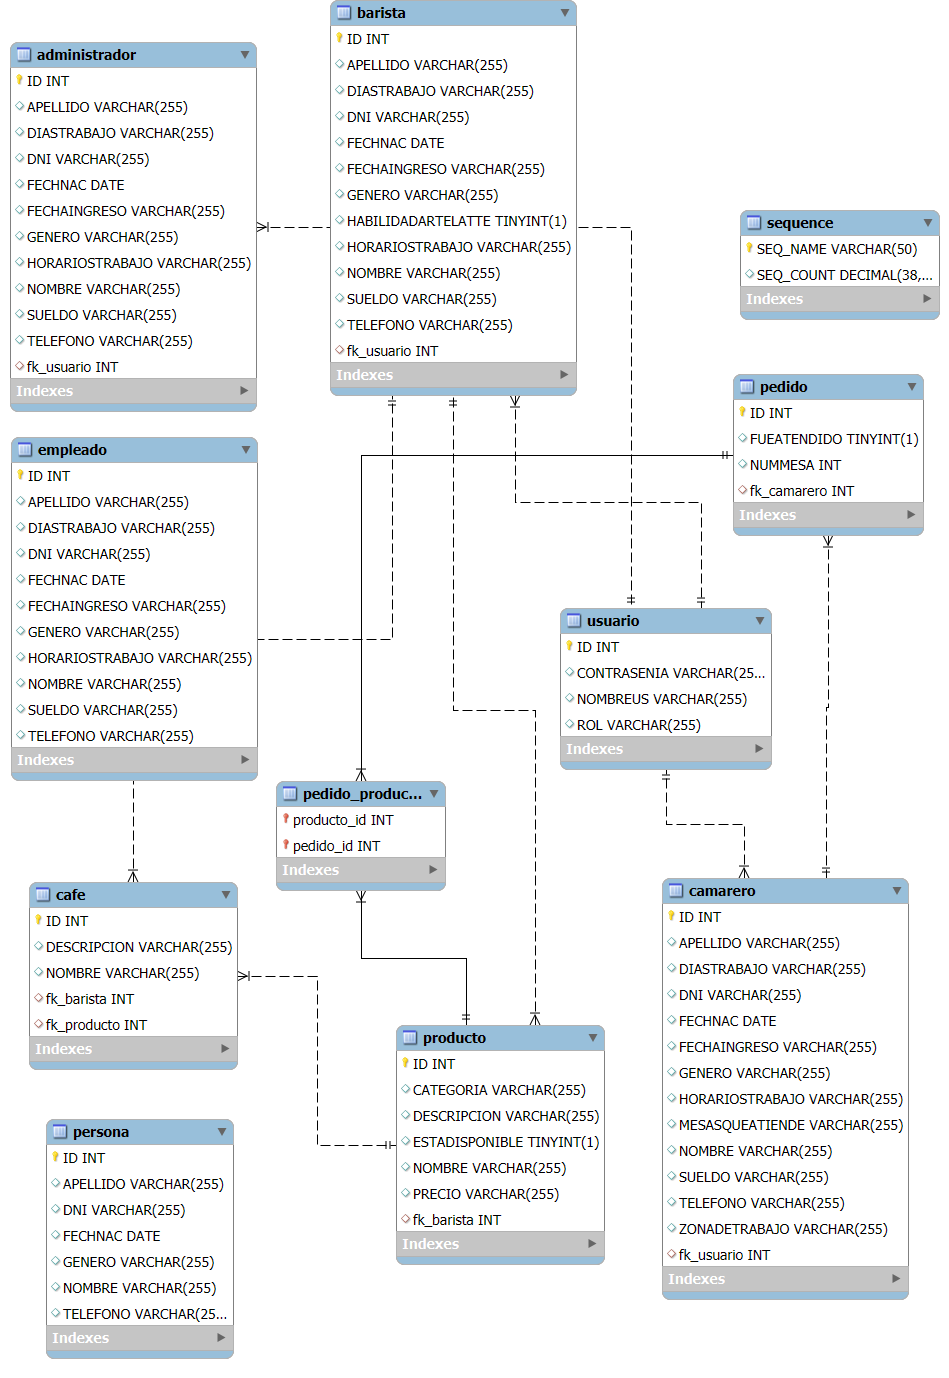 barista
ID INT
APELLIDO VARCHAR(255)
DIASTRABAJO VARCHAR(255)
DNI VARCHAR(255)
FECHNAC DATE
FECHAINGRESO VARCHAR(255)
GENERO VARCHAR(255)
HABILIDADARTELATTE TINYINT(1)
HORARIOSTRABAJO VARCHAR(255)
NOMBRE VARCHAR(255)
SUELDO VARCHAR(255)
TELEFONO VARCHAR(255)
fk_usuario INT
Indexes
administrador
ID INT
APELLIDO VARCHAR(255)
DIASTRABAJO VARCHAR(255)
DNI VARCHAR(255)
FECHNAC DATE
FECHAINGRESO VARCHAR(255)
GENERO VARCHAR(255)
HORARIOSTRABAJO VARCHAR(255)
NOMBRE VARCHAR(255)
SUELDO VARCHAR(255)
TELEFONO VARCHAR(255)
fk_usuario INT
Indexes
sequence
SEQ_NAME VARCHAR(50)
SEQ_COUNT DECIMAL(38,...
Indexes
pedido
ID INT
FUEATENDIDO TINYINT(1)
NUMMESA INT
fk_camarero INT
Indexes
empleado
ID INT
APELLIDO VARCHAR(255)
DIASTRABAJO VARCHAR(255)
DNI VARCHAR(255)
FECHNAC DATE
FECHAINGRESO VARCHAR(255)
GENERO VARCHAR(255)
HORARIOSTRABAJO VARCHAR(255)
NOMBRE VARCHAR(255)
SUELDO VARCHAR(255)
TELEFONO VARCHAR(255)
Indexes
usuario
ID INT
CONTRASENIA VARCHAR(25...
NOMBREUS VARCHAR(255)
ROL VARCHAR(255)
Indexes
pedido_produc...
producto_id INT
pedido_id INT
Indexes
cafe
ID INT
DESCRIPCION VARCHAR(255)
NOMBRE VARCHAR(255)
fk_barista INT
fk_producto INT
Indexes
camarero
ID INT
APELLIDO VARCHAR(255)
DIASTRABAJO VARCHAR(255)
DNI VARCHAR(255)
FECHNAC DATE
FECHAINGRESO VARCHAR(255)
GENERO VARCHAR(255)
HORARIOSTRABAJO VARCHAR(255)
MESASQUEATIENDE VARCHAR(255)
NOMBRE VARCHAR(255)
SUELDO VARCHAR(255)
TELEFONO VARCHAR(255)
ZONADETRABAJO VARCHAR(255)
fk_usuario INT
Indexes
producto
ID INT
CATEGORIA VARCHAR(255)
DESCRIPCION VARCHAR(255)
ESTADISPONIBLE TINYINT(1)
NOMBRE VARCHAR(255)
PRECIO VARCHAR(255)
fk_barista INT
Indexes
persona
ID INT
APELLIDO VARCHAR(255)
DNI VARCHAR(255)
FECHNAC DATE
GENERO VARCHAR(255)
NOMBRE VARCHAR(255)
TELEFONO VARCHAR(25...
Indexes